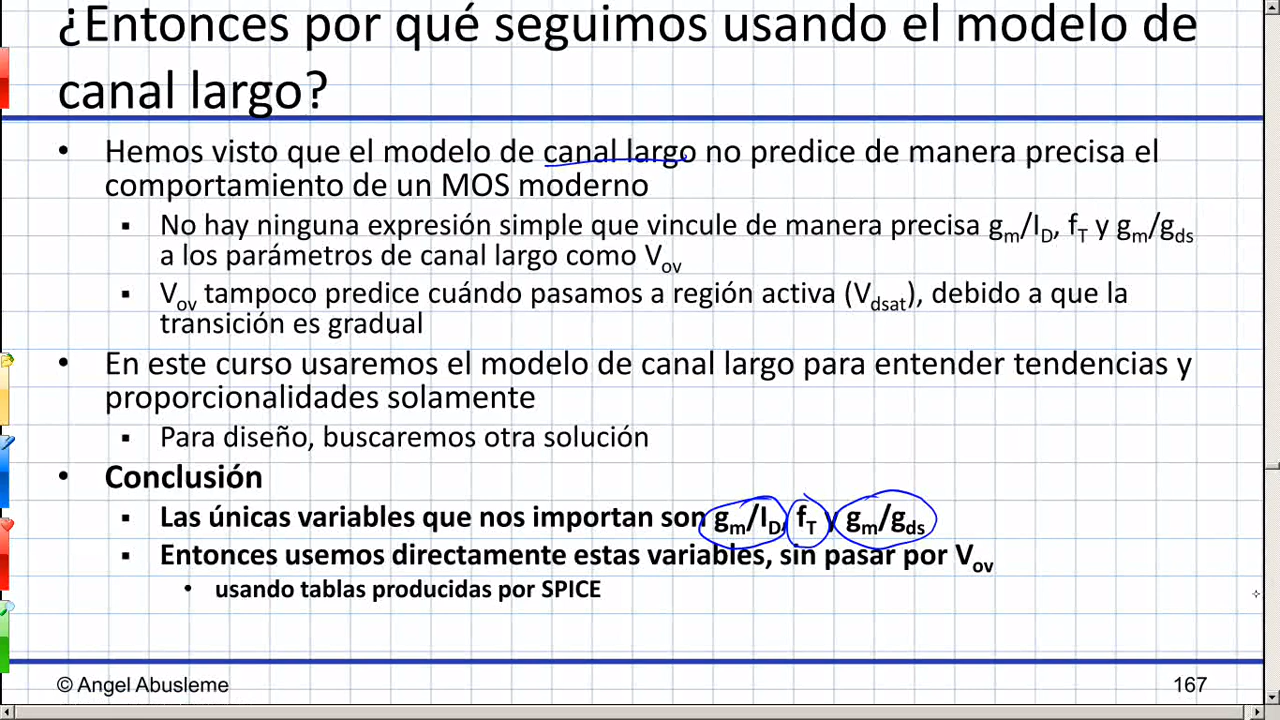 ¿Entonces por qué seguimos usando el modelo de
canal largo?
• Hemos visto que el modelo de canal largo no predice de manera precisa el
comportamiento de un MOS moderno
▪ No hay ninguna expresión simple que vincule de manera precisa gm/ID, fT y gm/gds
a los parámetros de canal largo como Vov
▪ Vov tampoco predice cuándo pasamos a región activa (Vdsat), debido a que la
transición es gradual
• En este curso usaremos el modelo de canal largo para entender tendencias y
proporcionalidades solamente
▪ Para diseño, buscaremos otra solución
• Conclusión
▪ Las únicas variables que nos importan son gm/ID, fT y gm/gds
▪ Entonces usemos directamente estas variables, sin pasar por Vov
• usando tablas producidas por SPICE
© Angel Abusleme
167